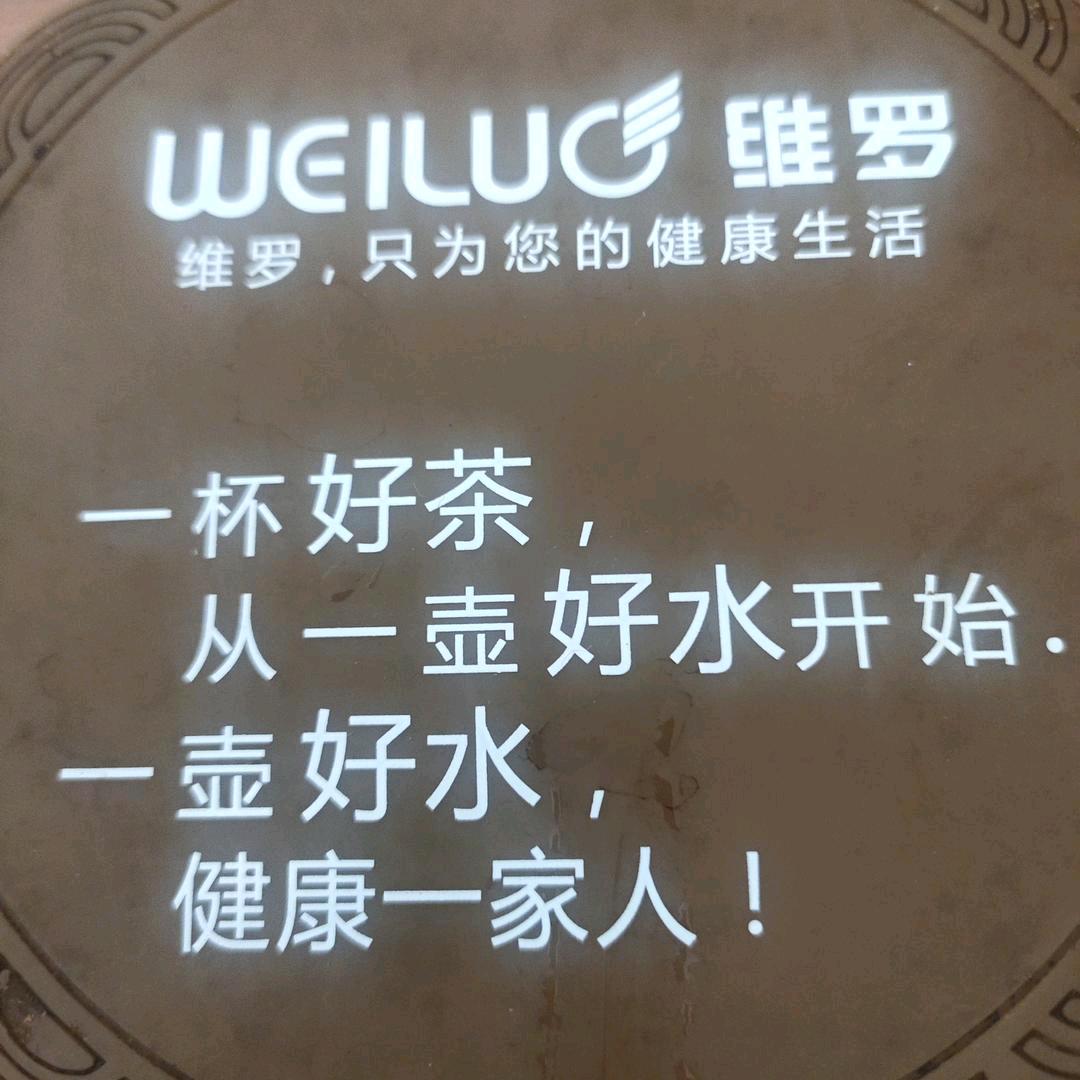 WEILUO 维罗
维罗,只为您的健康生活
一杯好茶,
从一壶好水开始.
一壶好水,
健康一家人!